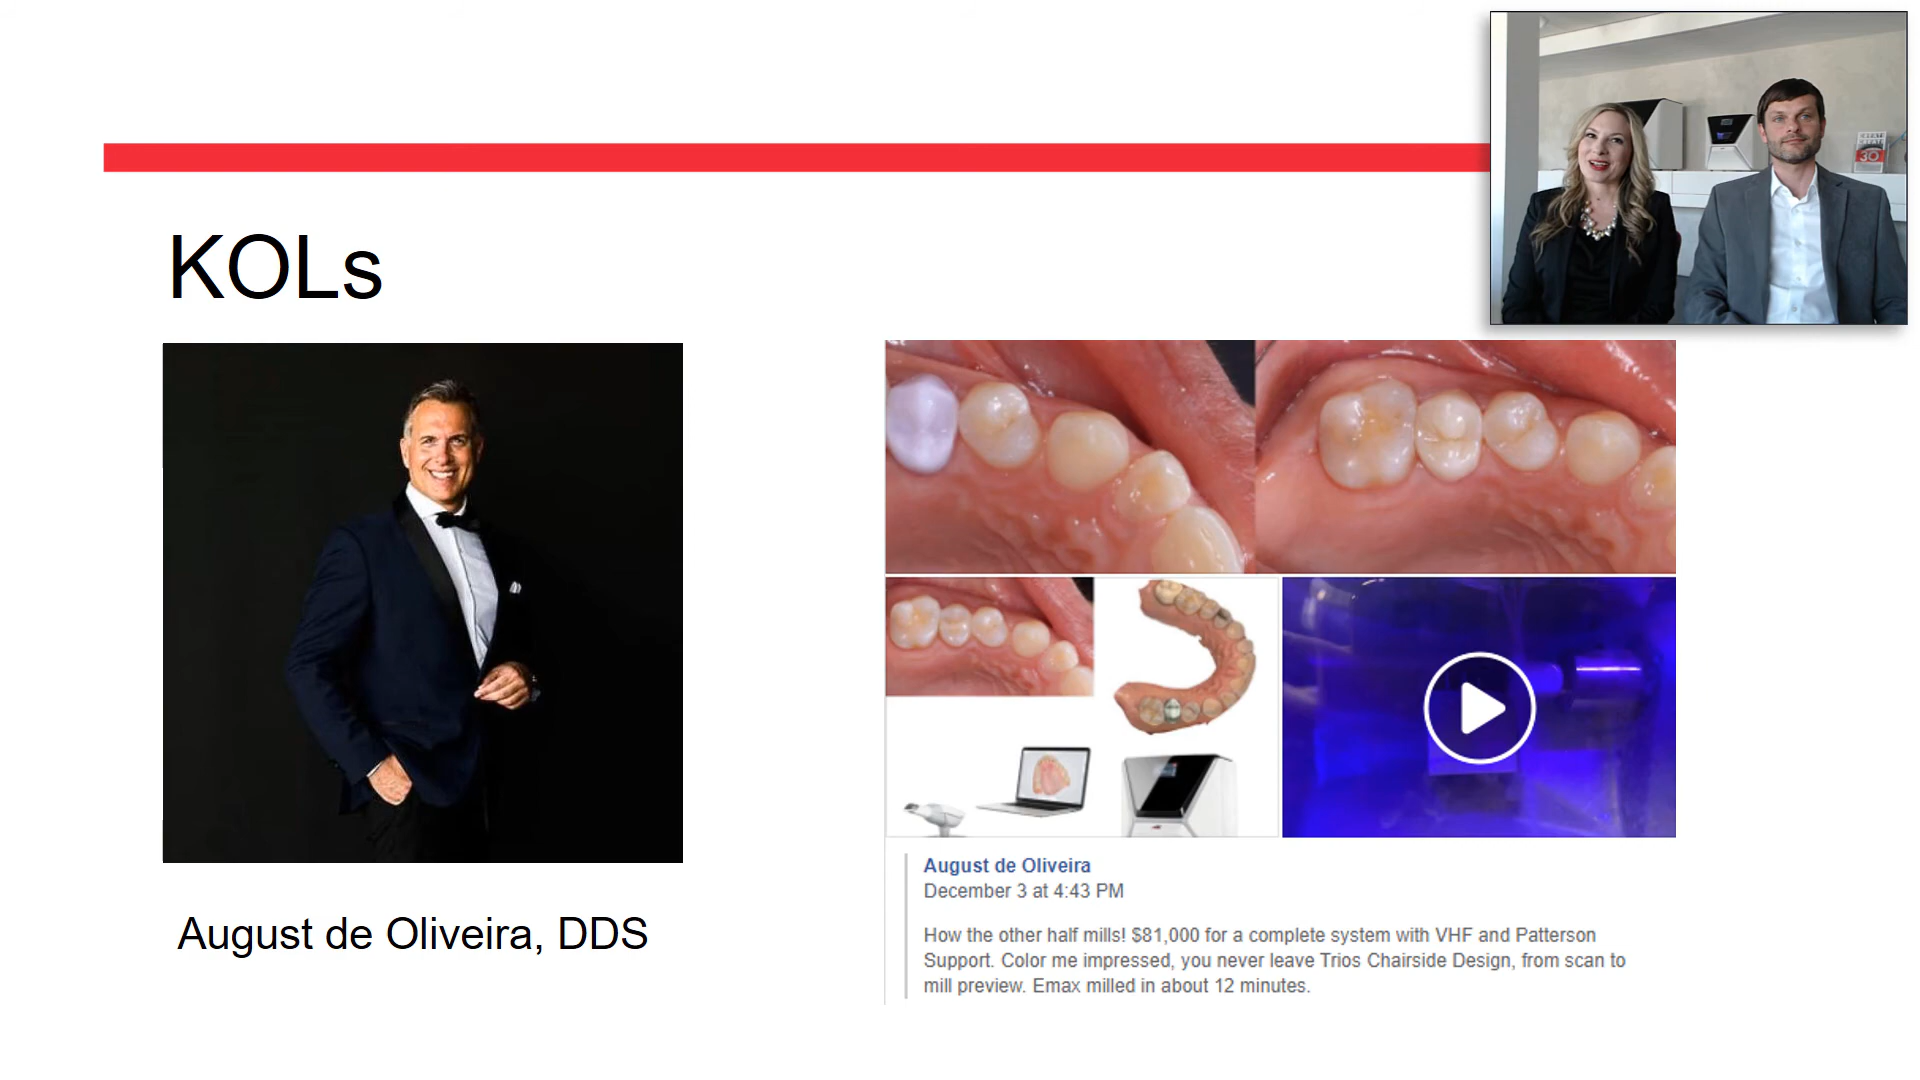 KOLs
August de Oliveira, DDS
30
August de Oliveira
December 3 at 4:43 PM
How the other half mills! $81,000 for a complete system with VHF and Patterson
Support. Color me impressed, you never leave Trios Chairside Design, from scan to
mill preview. Emax milled in about 12 minutes.